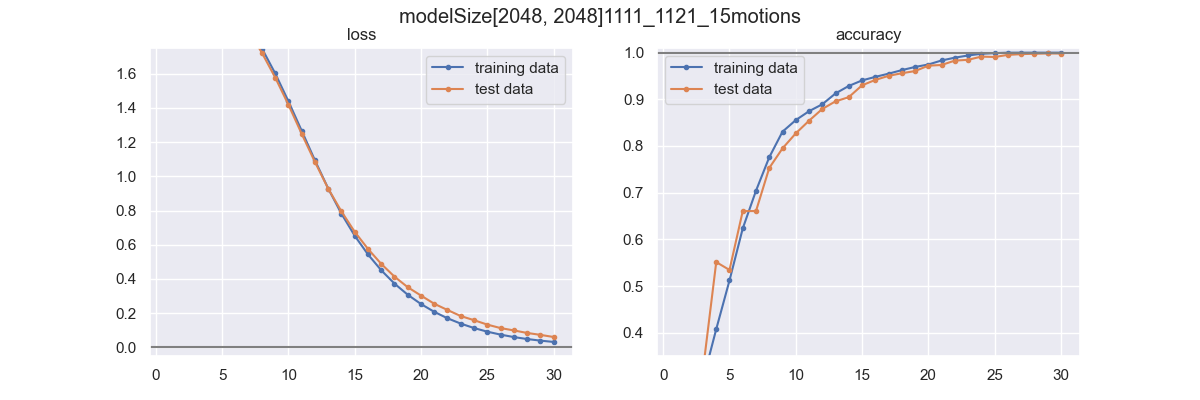 modelSize[2048, 2048]1111_1121_15motions
loss
accuracy
training data
test data
1.6
1.4
1.2
1.0
0.8
0.6
0.4
0.2
0.0
0 5 10 15 20 25 30
training data
test data
1.0
0.9
0.8
0.7
0.6
0.5
0.4
0 5 10 15 20 25 30